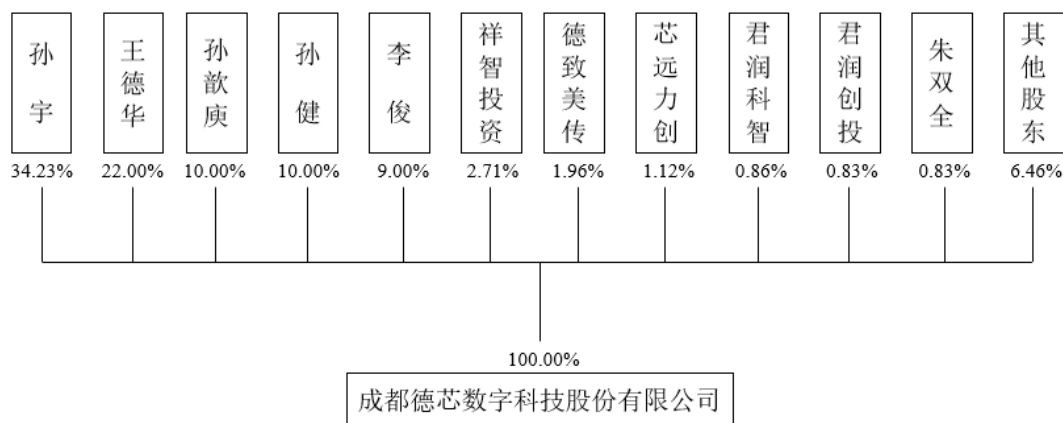 孙宇
王德华
孙歆庾
孙健
李俊
祥智投资
德致美传
芯远力创
君润科智
君润创投
朱双全
其他股东
34.23%
22.00%
10.00%
10.00%
9.00%
2.71%
1.96%
1.12%
0.86%
0.83%
0.83%
6.46%
100.00%
成都德芯数字科技股份有限公司